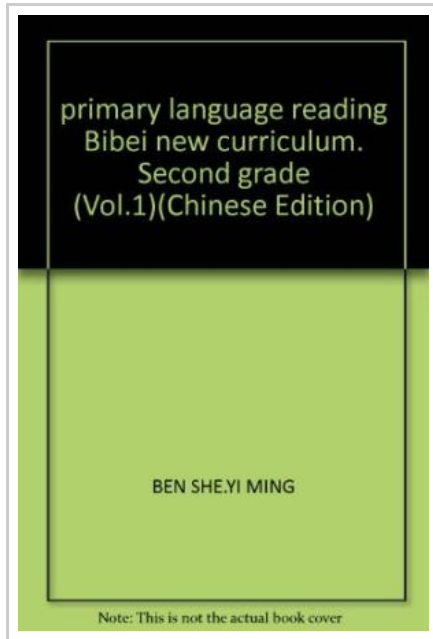 primary language reading
Bibei new curriculum.
Second grade
(Vol.1)(Chinese Edition)
BEN SHE.YI MING
Note: This is not the actual book cover